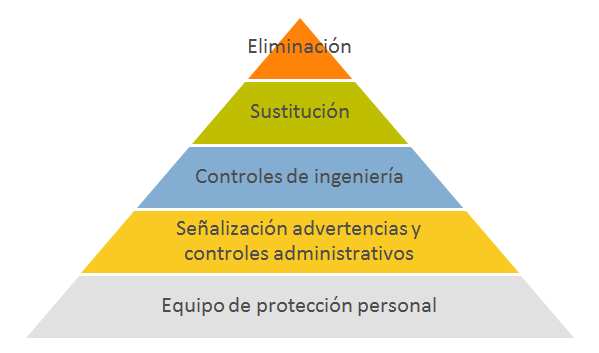 Eliminación
Sustitución
Controles de ingeniería
Señalización advertencias y
controles administrativos
Equipo de protección personal